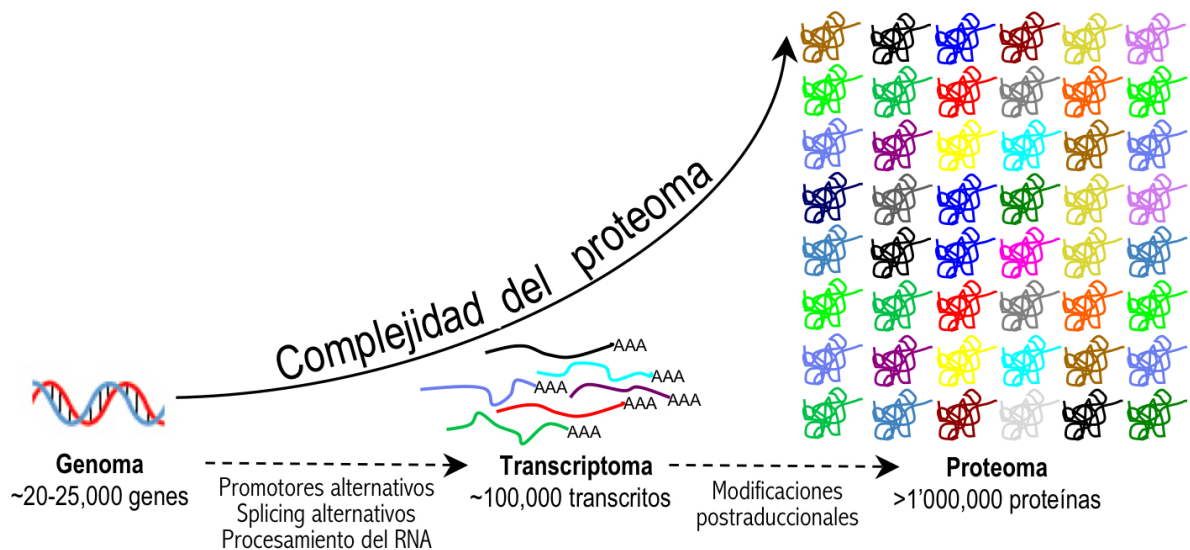 Complejidad del proteoma
AAA
AAA
AAA
AAA
AAA
AAA
Genoma
~20-25,000 genes
Promotores alternativos
Splicing alternativos
Procesamiento del RNA
Transcriptoma
~100,000 transcritos
Modificaciones
postraduccionales
Proteoma
>1'000,000 proteínas